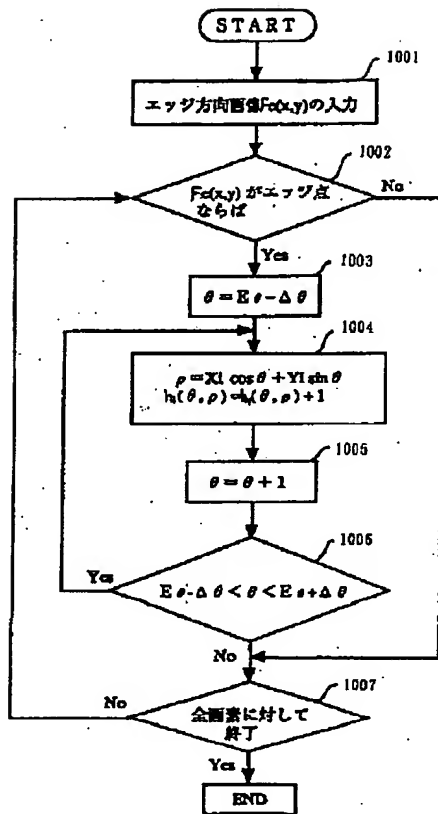 START
1001
エッジ方向画像Fc(x,y)の入力
1002
Fc(x,y) がエッジ点
ならば
No
Yes
1003
θ = Eθ - Δθ
1004
ρ = Xi cosθ + Yi sinθ
h(θ,ρ) = h(θ,ρ) + 1
1005
θ = θ + 1
1006
Eθ - Δθ < θ < Eθ + Δθ
Yes
No
1007
全画素に対して
終了
No
Yes
END